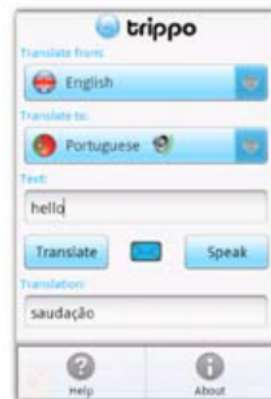 trippo
Translate from:
English
Translate to:
Portuguese
Text:
hello
Translate Speak
Translation:
saudação
Help About